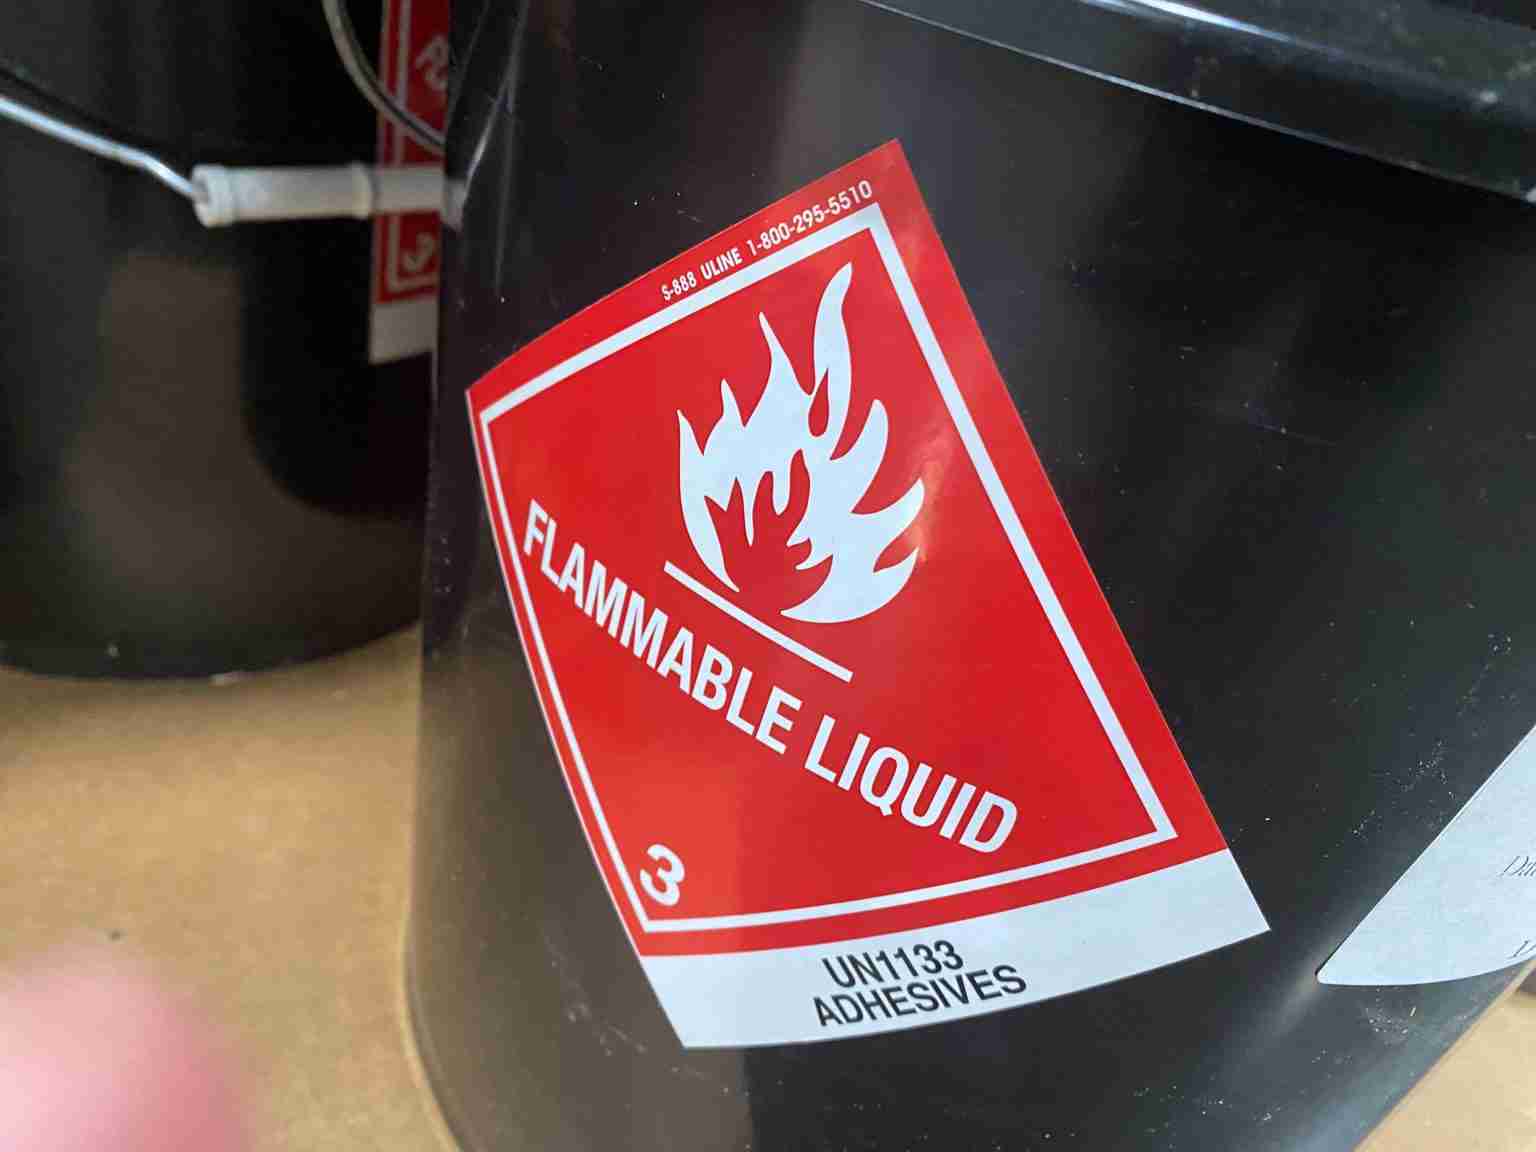 S-888 ULINE 1-800-295-5510
FLAMMABLE LIQUID
3
UN1133
ADHESIVES